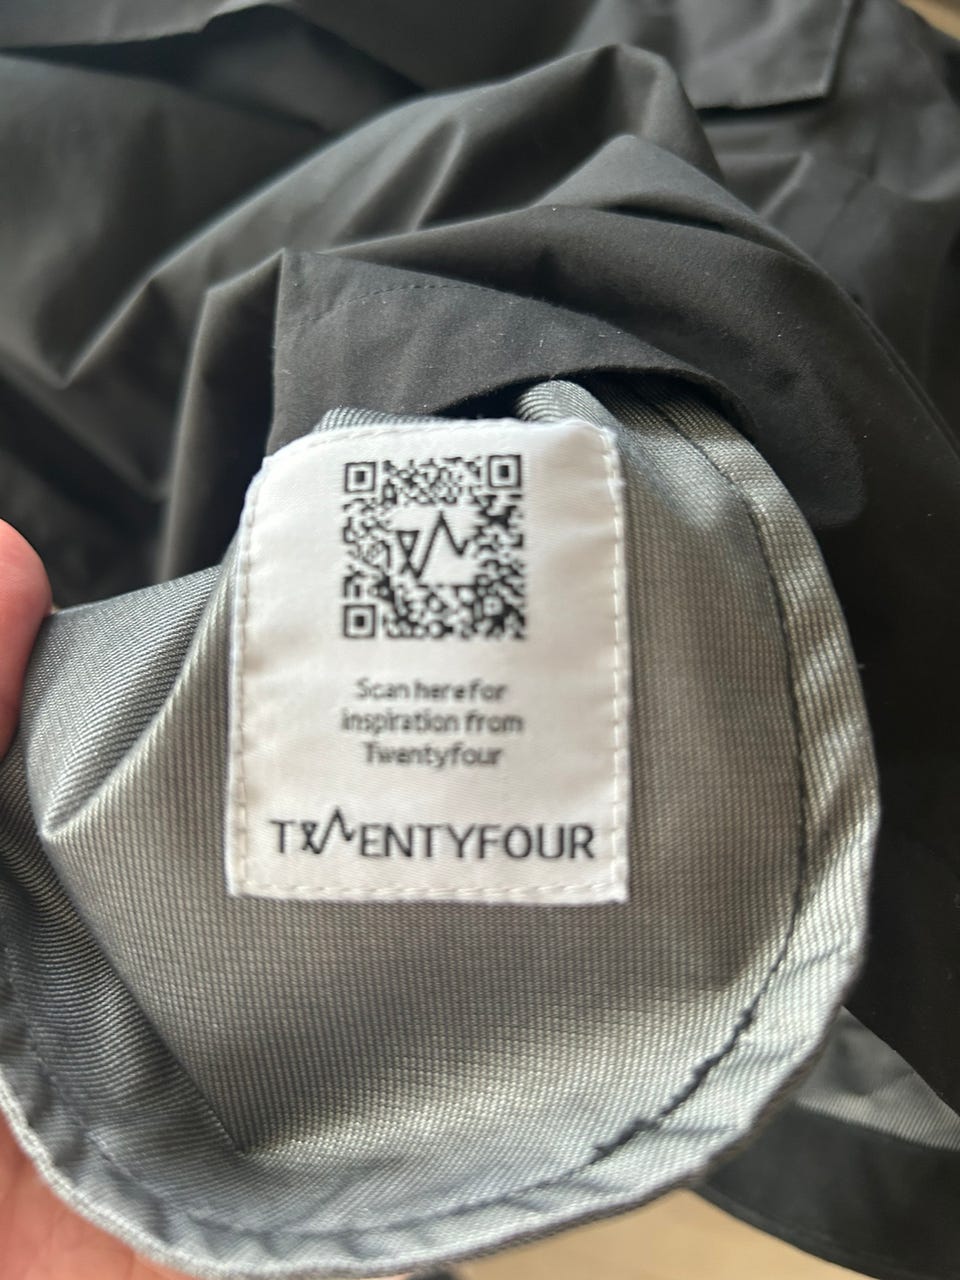 Scan here for
inspiration from
Twentyfour
TWENTYFOUR